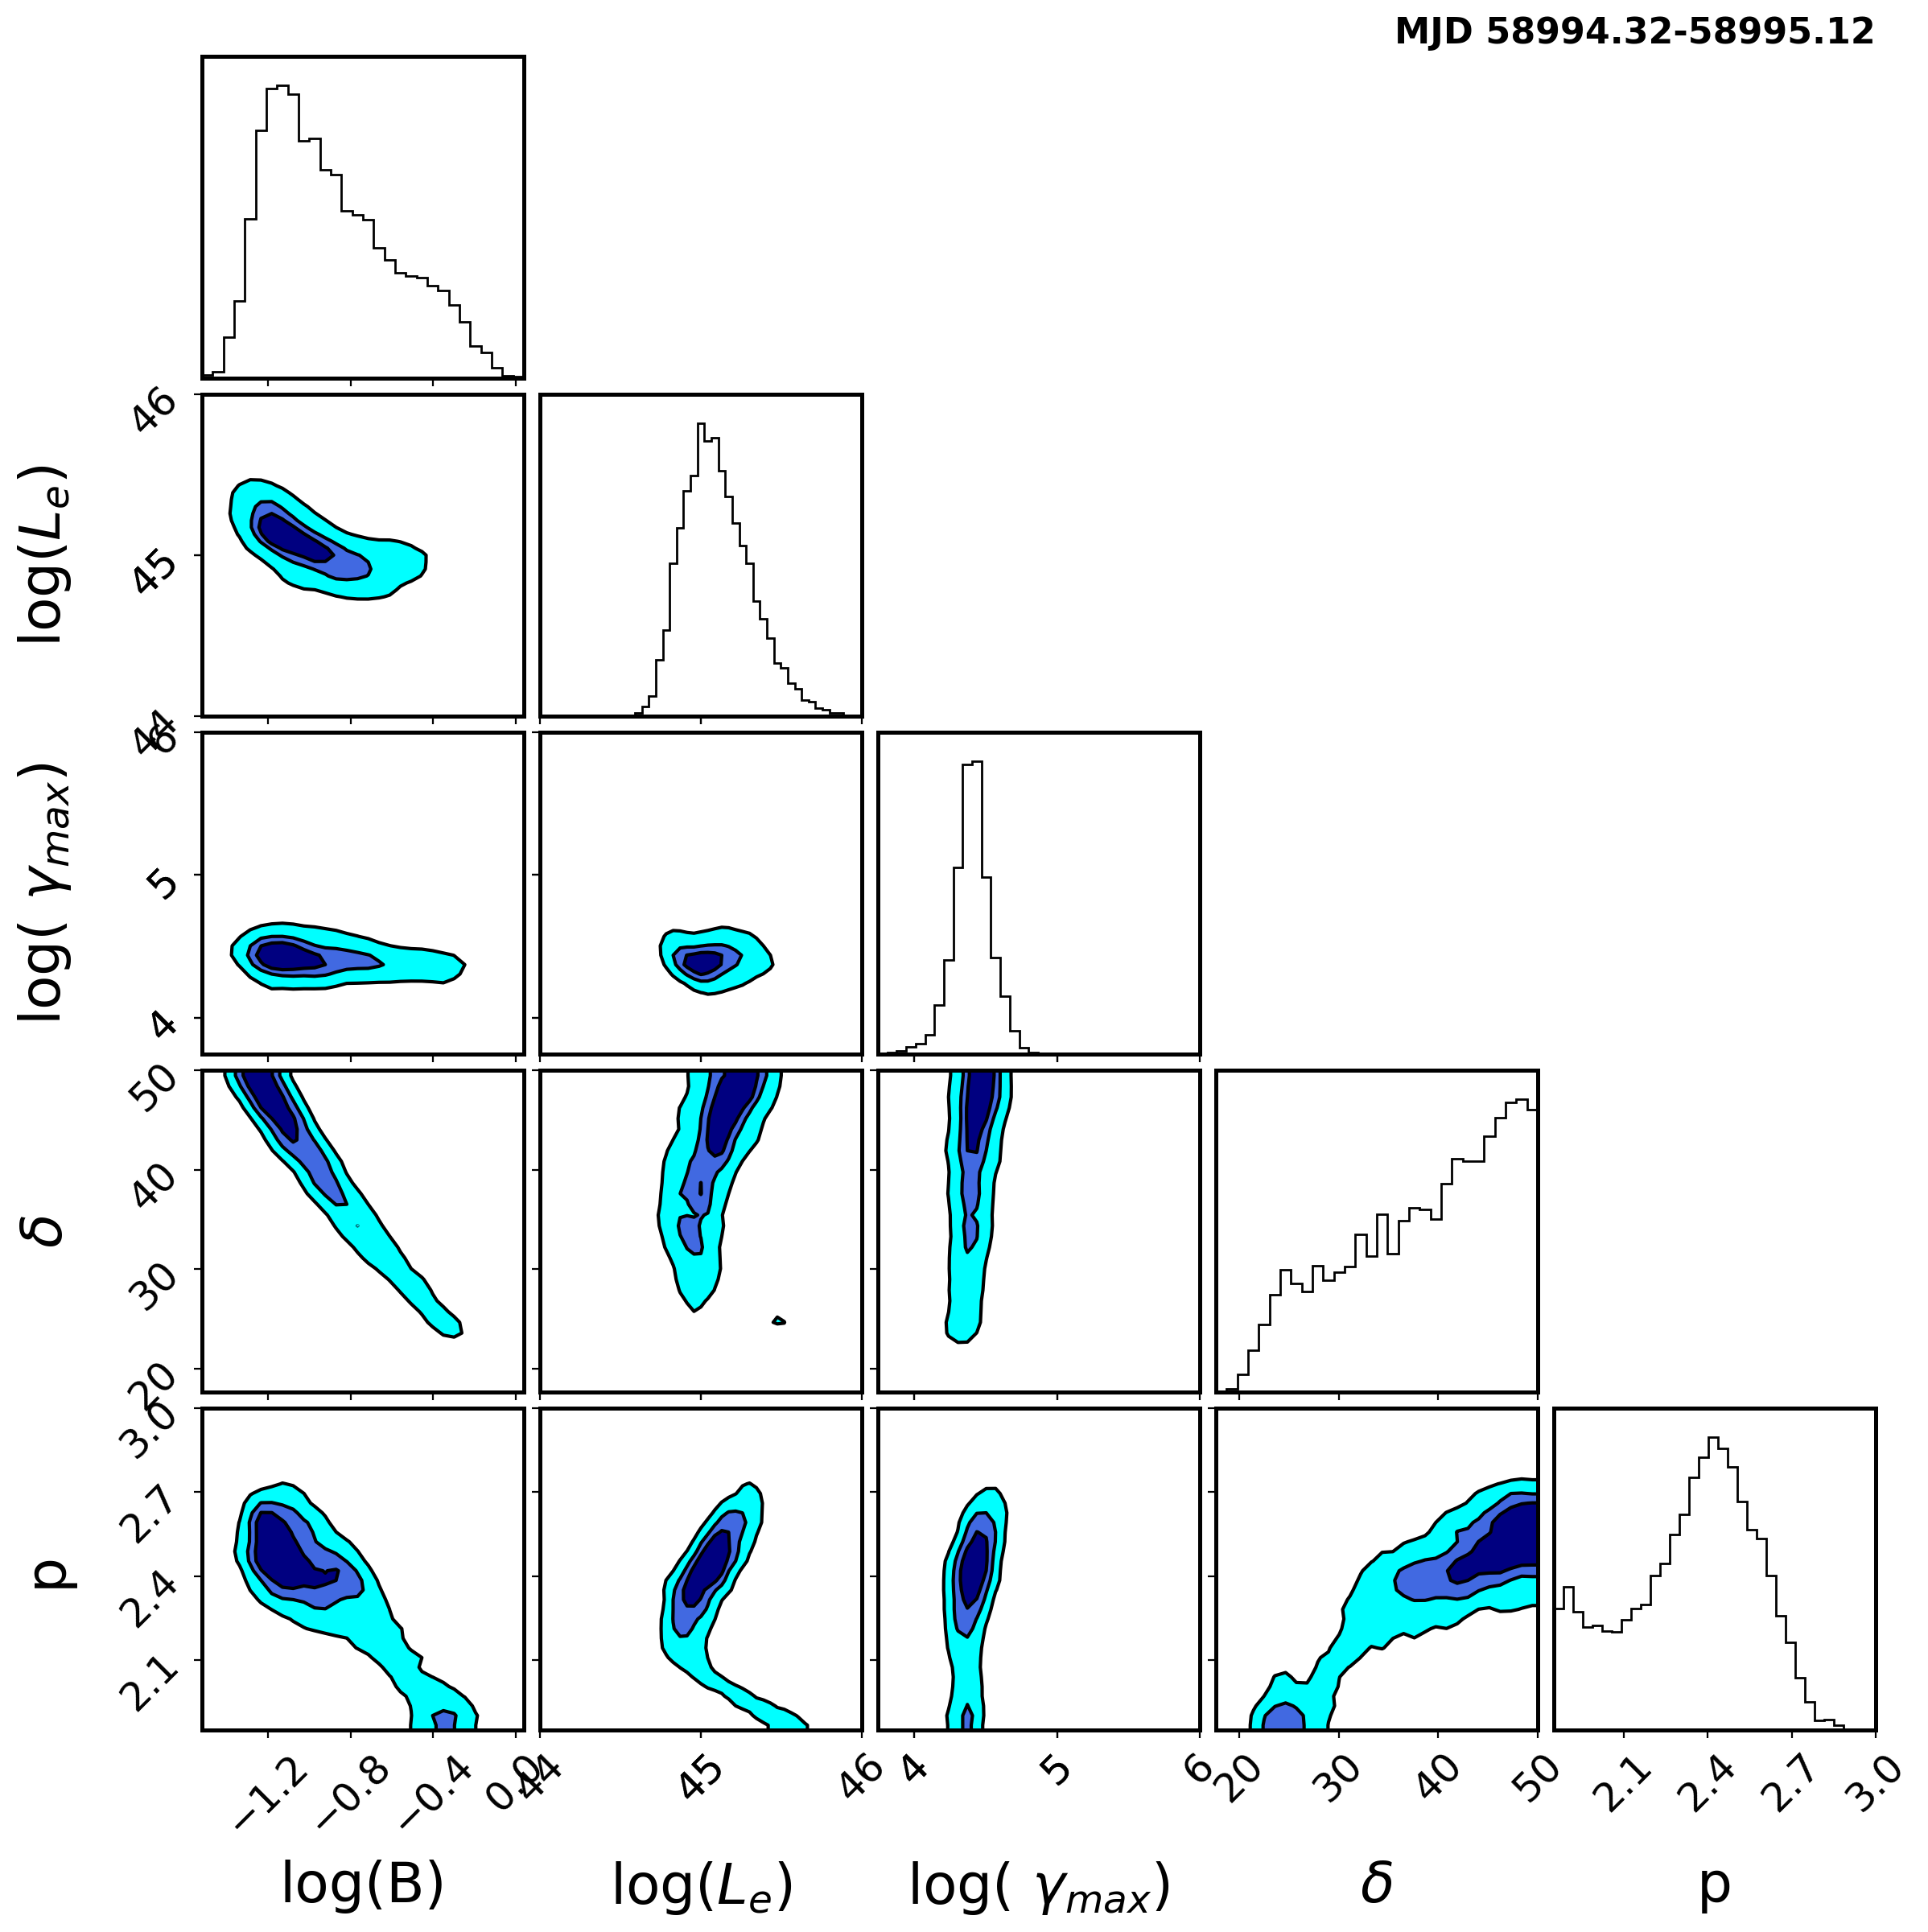 MJD 58994.32-58995.12
46
45
44
log(L_e)
6
5
4
log( γ_max)
50
40
30
20
δ
3.0
2.7
2.4
2.1
p
−1.2 −0.8 −0.4 0.0 44 45 46 4 5 6 20 30 40 50 2.1 2.4 2.7 3.0
log(B) log(L_e) log( γ_max) δ p